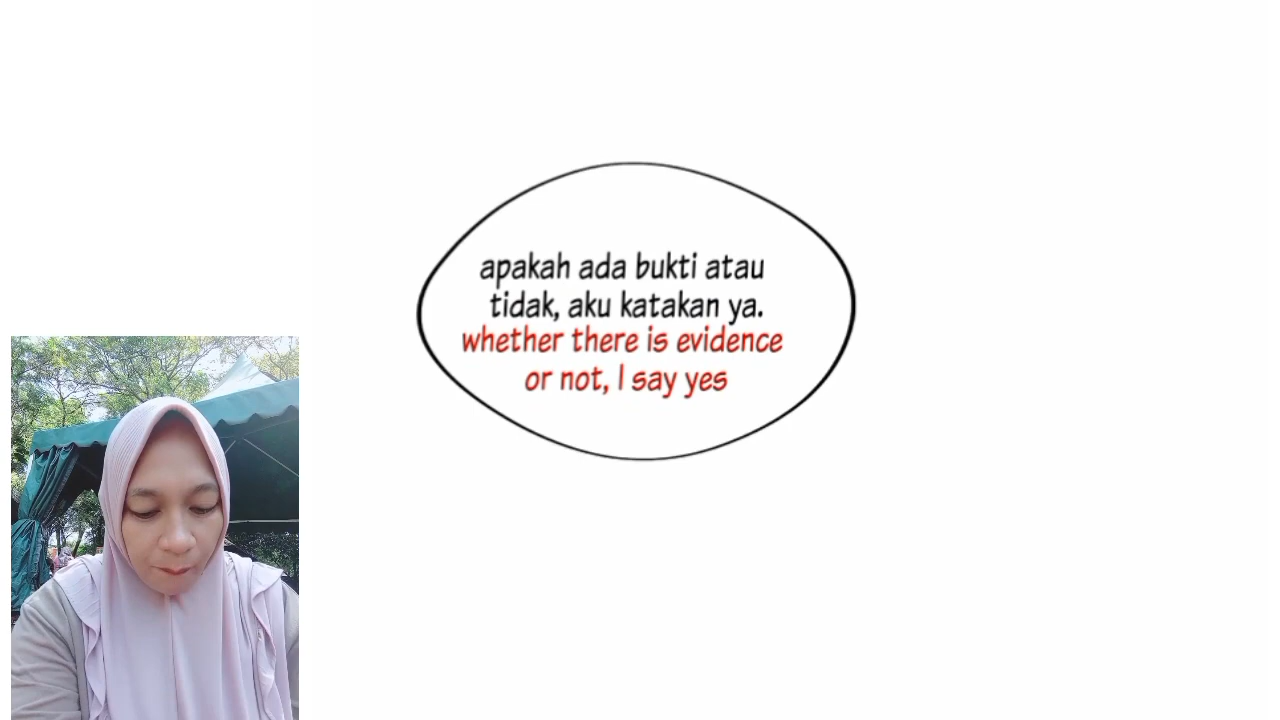 apakah ada bukti atau
tidak, aku katakan ya.
whether there is evidence
or not, I say yes